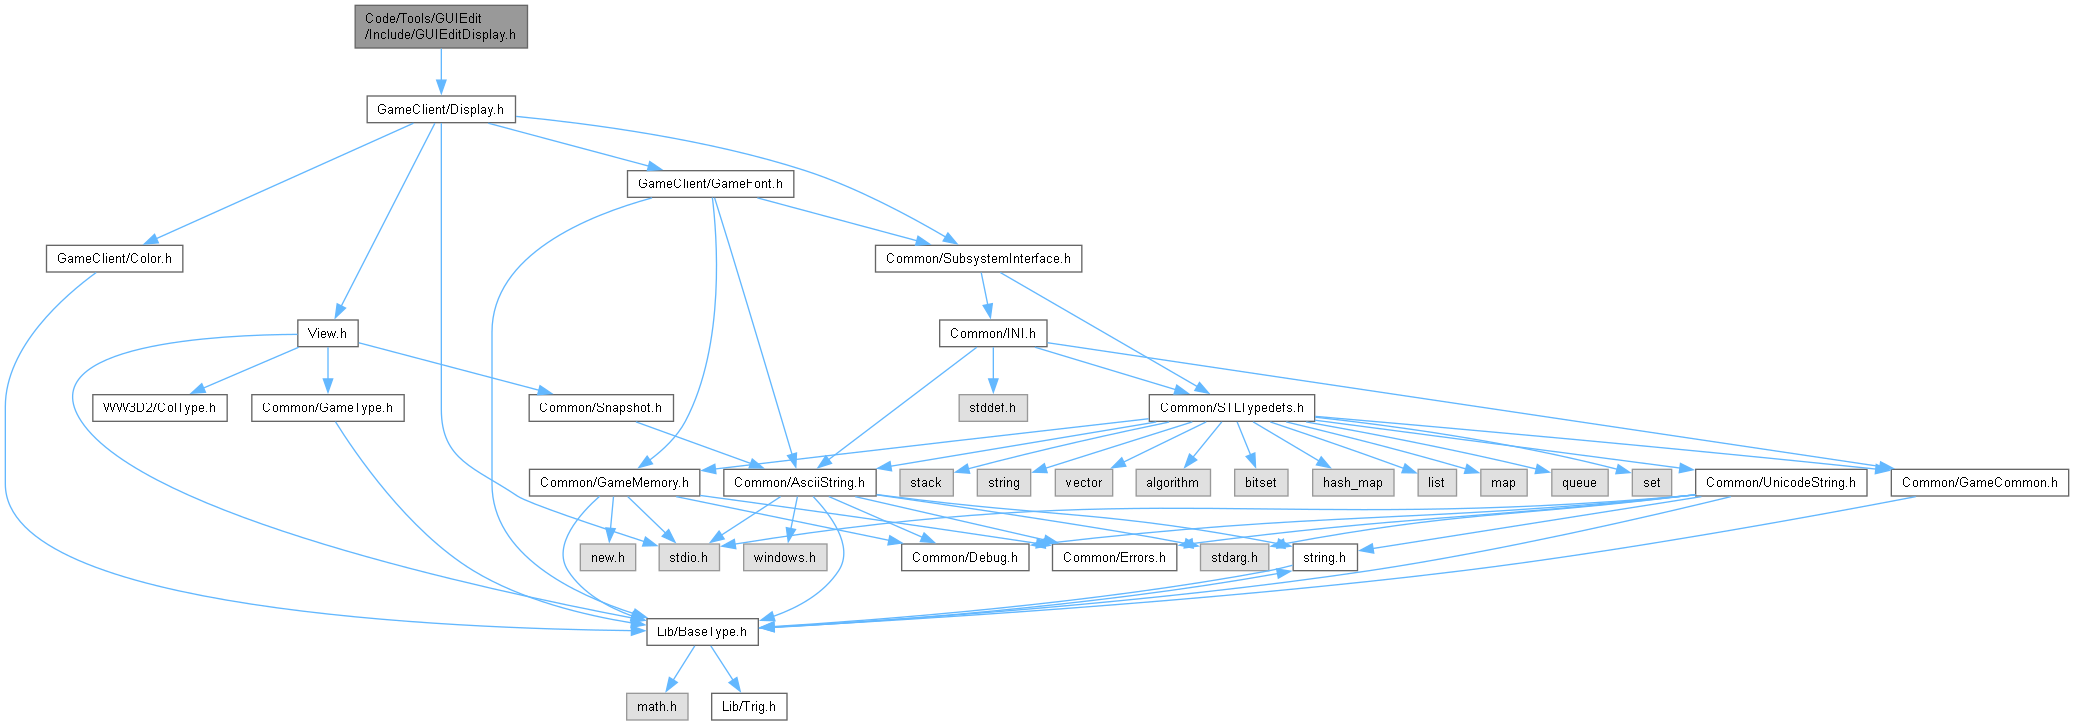 Code/Tools/GUIEdit
/Include/GUIEditDisplay.h
GameClient/Display.h
GameClient/GameFont.h
GameClient/Color.h
Common/SubsystemInterface.h
View.h
Common/INI.h
WW3D2/ColType.h
Common/GameType.h
Common/Snapshot.h
stddef.h
Common/STLTypedefs.h
Common/GameMemory.h
Common/AsciiString.h
stack
string
vector
algorithm
bitset
hash_map
list
map
queue
set
Common/UnicodeString.h
Common/GameCommon.h
new.h
stdio.h
windows.h
Common/Debug.h
Common/Errors.h
stdarg.h
string.h
Lib/BaseType.h
math.h
Lib/Trig.h